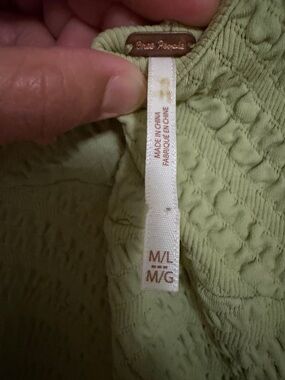 Free People
MADE IN CHINA
FABRIQUÉ EN CHINE
M/L
M/G